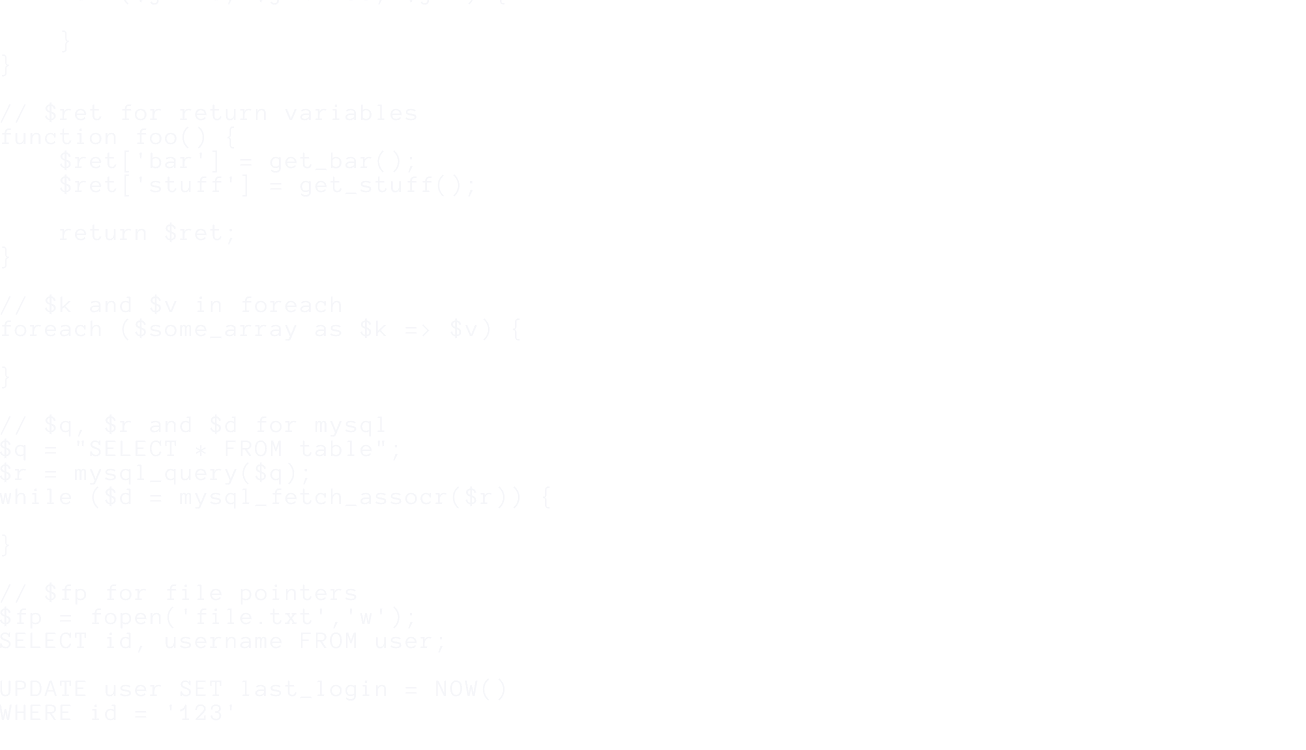 }
}
// $ret for return variables
function foo() {
$ret['bar'] = get_bar();
$ret['stuff'] = get_stuff();
return $ret;
}
// $k and $v in foreach
foreach ($some_array as $k => $v) {
}
// $q, $r and $d for mysql
$q = "SELECT * FROM table";
$r = mysql_query($q);
while ($d = mysql_fetch_assocr($r)) {
}
// $fp for file pointers
$fp = fopen('file.txt','w');
SELECT id, username FROM user;
UPDATE user SET last_login = NOW()
WHERE id = '123'